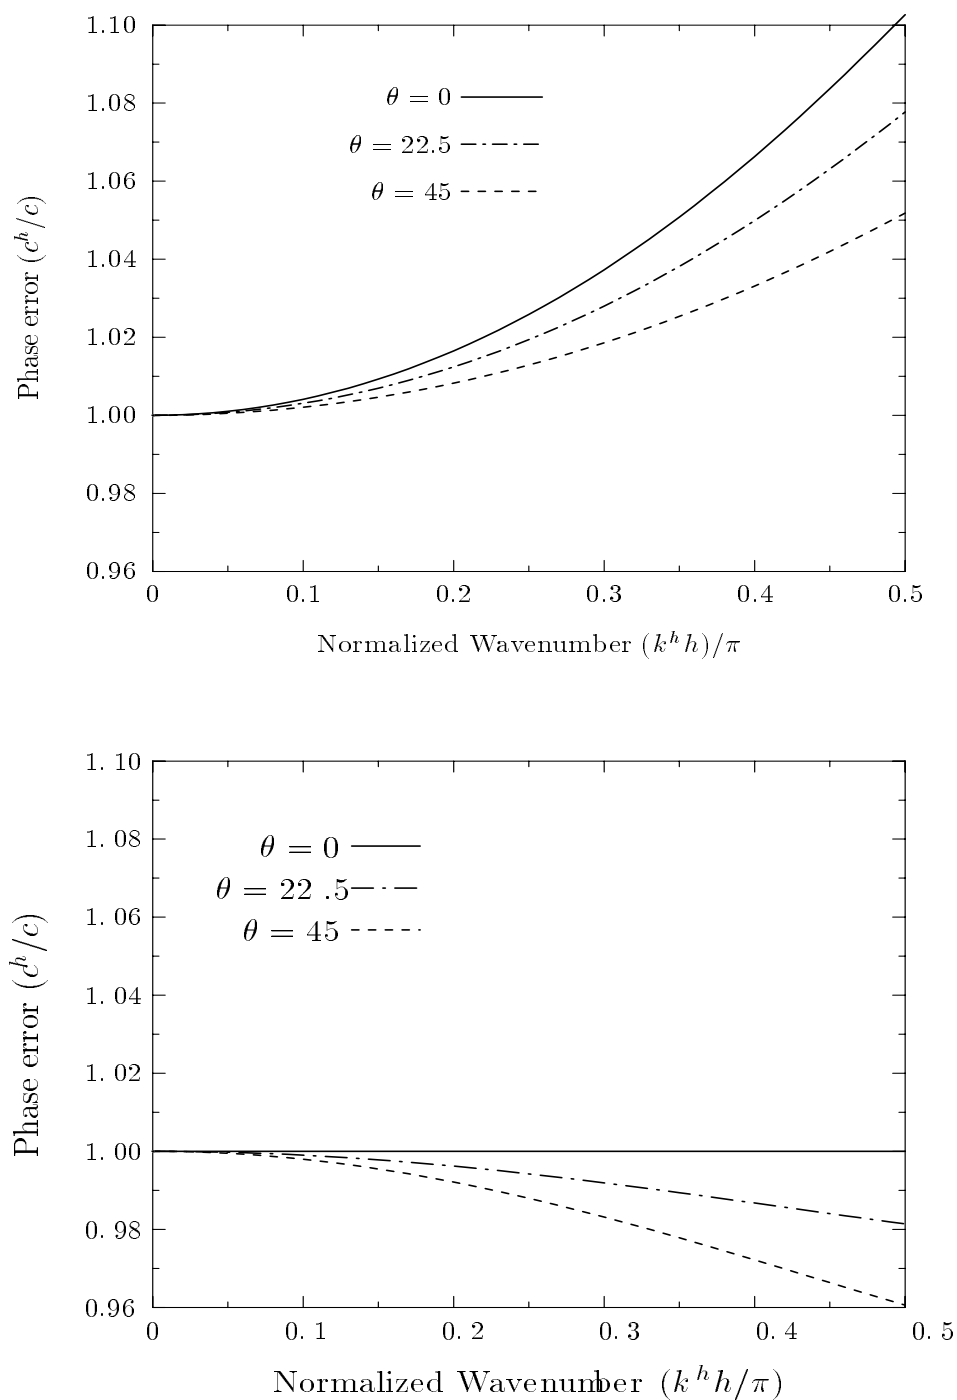 1.10
1.08
1.06
1.04
1.02
1.00
0.98
0.96
Phase error (c^h/c)
θ = 0
θ = 22.5
θ = 45
0 0.1 0.2 0.3 0.4 0.5
Normalized Wavenumber (k^h h)/π
1. 10
1. 08
1. 06
1. 04
1. 02
1. 00
0. 98
0. 96
Phase error (c^h/c)
θ = 0
θ = 22 .5
θ = 45
0 0. 1 0. 2 0. 3 0. 4 0. 5
Normalized Wavenumber (k^h h/π)